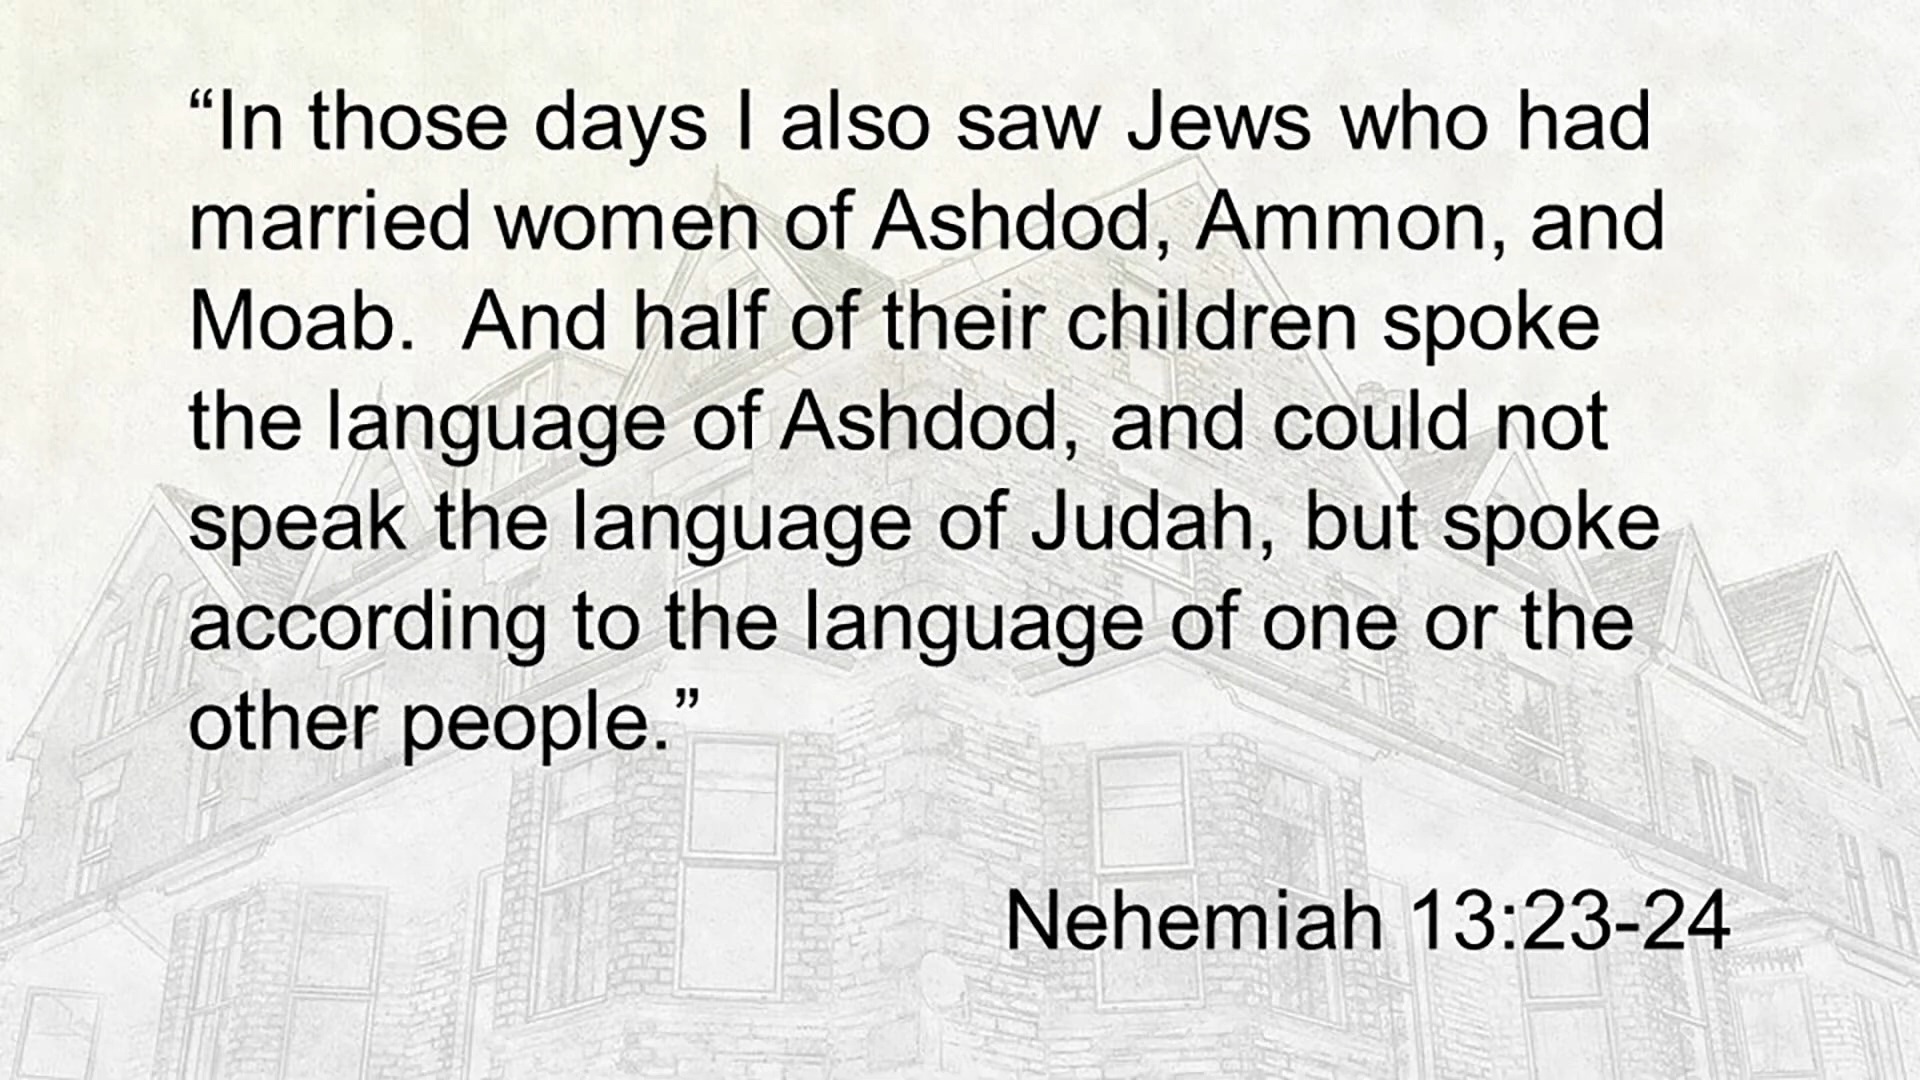 “In those days I also saw Jews who had
married women of Ashdod, Ammon, and
Moab.  And half of their children spoke
the language of Ashdod, and could not
speak the language of Judah, but spoke
according to the language of one or the
other people.”
Nehemiah 13:23-24